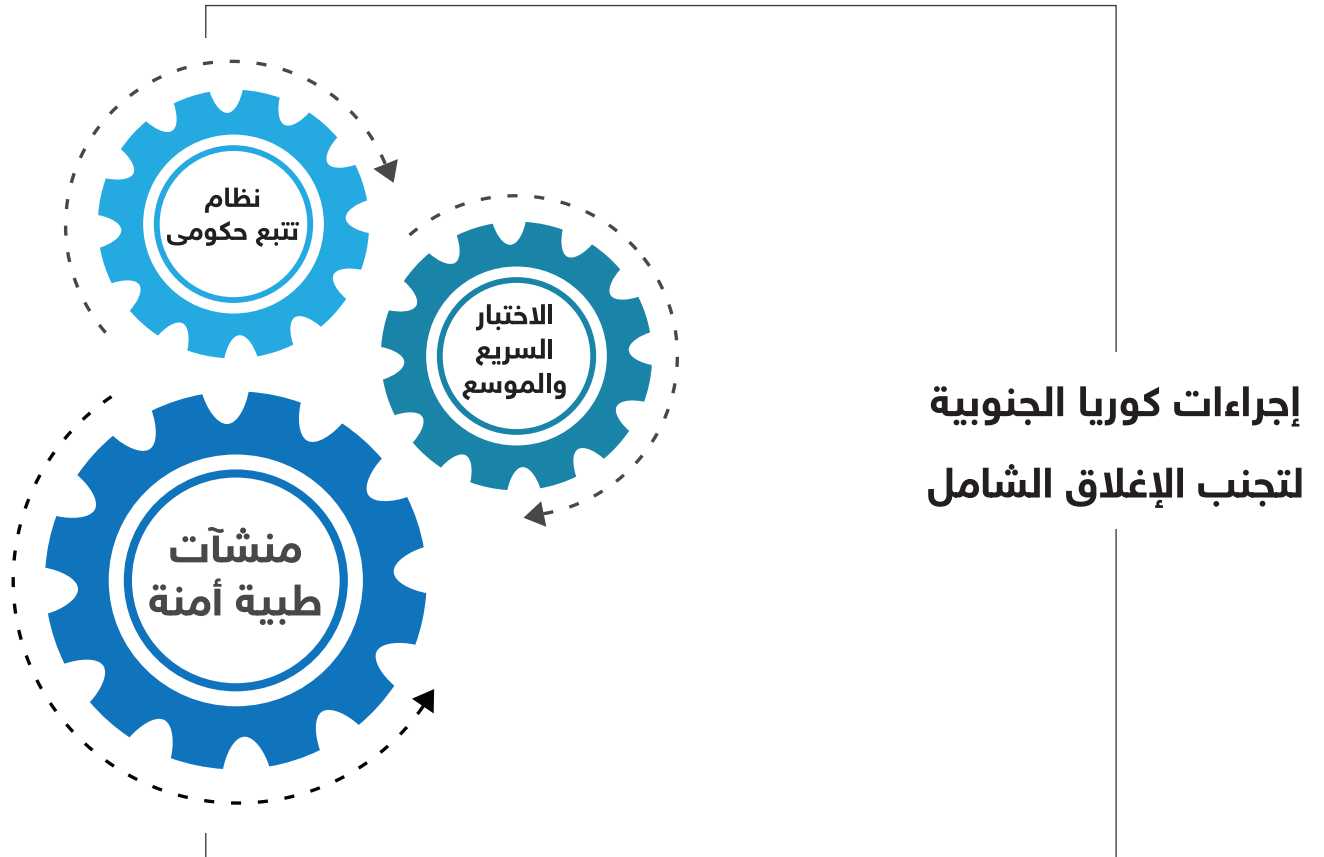 إجراءات كوريا الجنوبية
لتجنب الإغلاق الشامل
نظام
تتبع حكومى
الاختبار
السريع
والموسع
منشآت
طبية أمنة